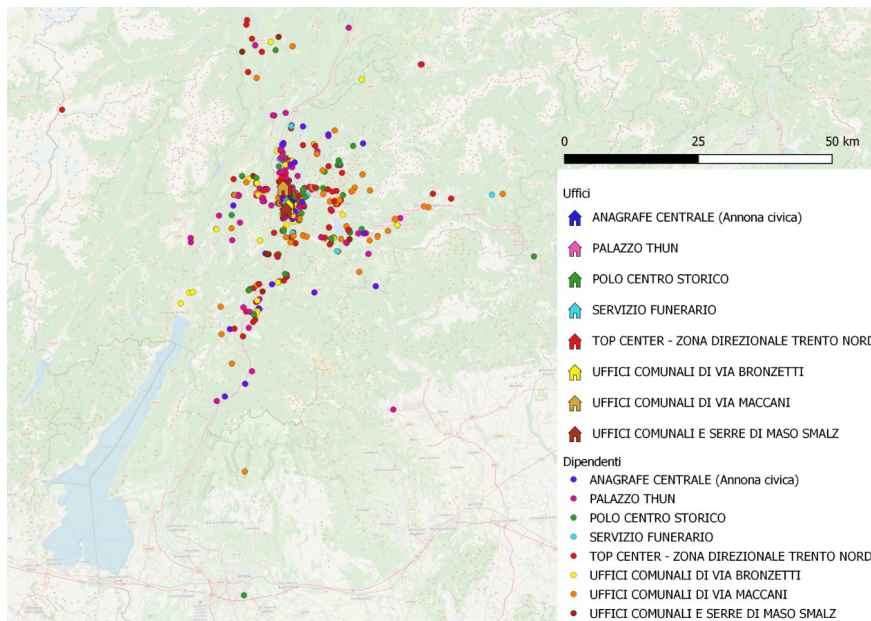 0 25 50 km
Uffici
ANAGRAFE CENTRALE (Annona civica)
PALAZZO THUN
POLO CENTRO STORICO
SERVIZIO FUNERARIO
TOP CENTER - ZONA DIREZIONALE TRENTO NORD
UFFICI COMUNALI DI VIA BRONZETTI
UFFICI COMUNALI DI VIA MACCANI
UFFICI COMUNALI E SERRE DI MASO SMALZ
Dipendenti
ANAGRAFE CENTRALE (Annona civica)
PALAZZO THUN
POLO CENTRO STORICO
SERVIZIO FUNERARIO
TOP CENTER - ZONA DIREZIONALE TRENTO NORD
UFFICI COMUNALI DI VIA BRONZETTI
UFFICI COMUNALI DI VIA MACCANI
UFFICI COMUNALI E SERRE DI MASO SMALZ